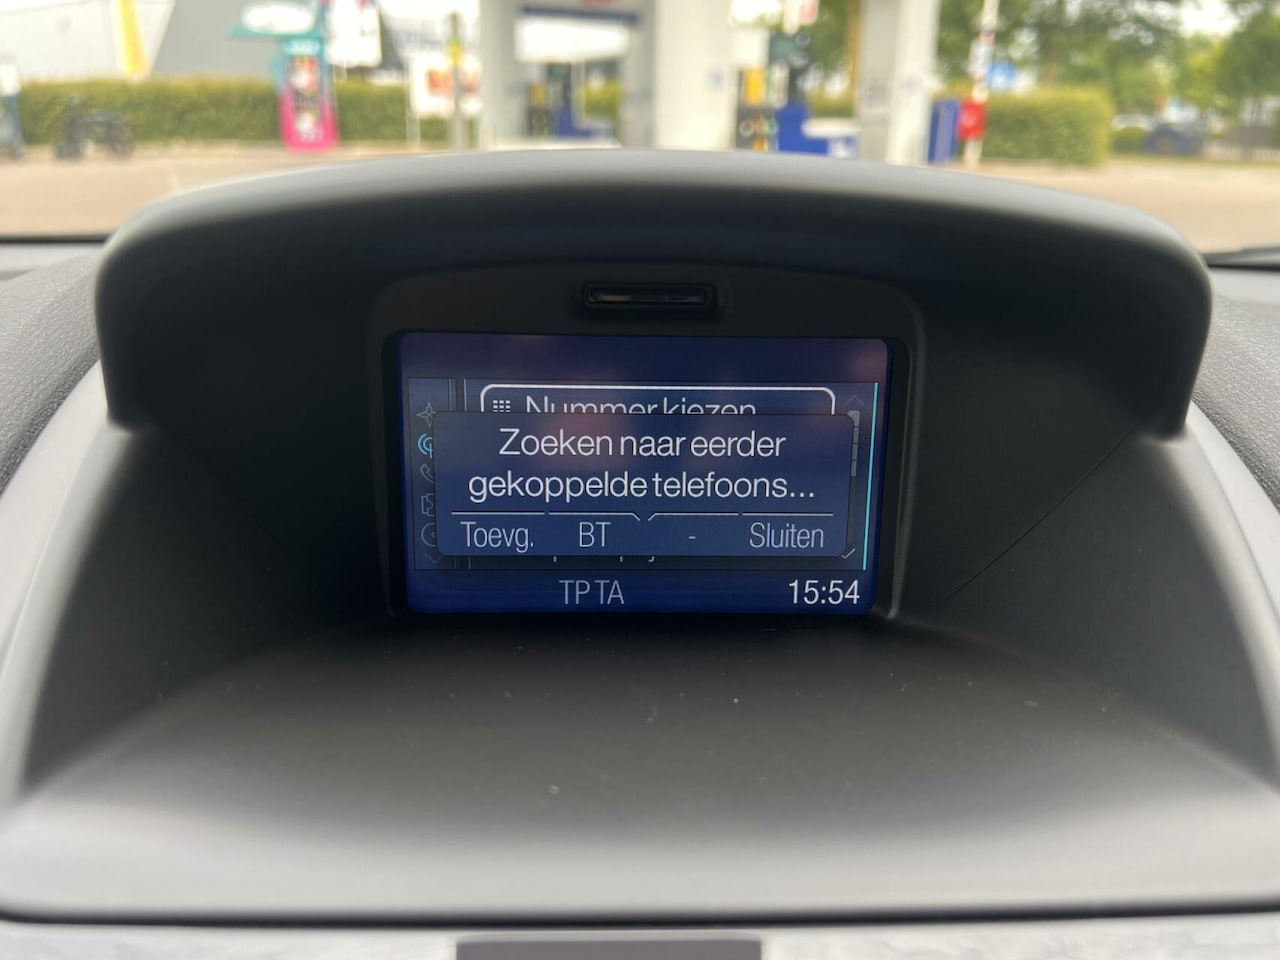 Nummer kiezen
Zoeken naar eerder
gekoppelde telefoons...
Toevg. BT - Sluiten
TP TA 15:54